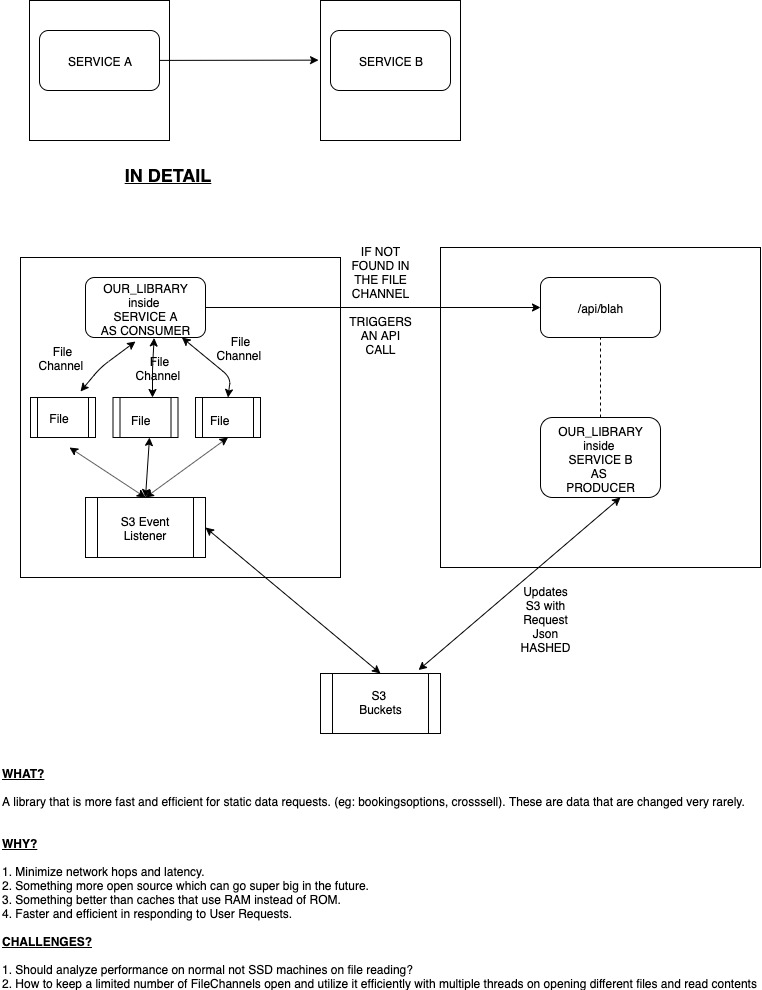 SERVICE A
SERVICE B
IN DETAIL
IF NOT
FOUND IN
THE FILE
CHANNEL
TRIGGERS
AN API
CALL
OUR_LIBRARY
inside
SERVICE A
AS CONSUMER
/api/blah
File
Channel
File
Channel
File
Channel
File
File
File
OUR_LIBRARY
inside
SERVICE B
AS
PRODUCER
S3 Event
Listener
Updates
S3 with
Request
Json
HASHED
S3
Buckets
WHAT?
A library that is more fast and efficient for static data requests. (eg: bookingsoptions, crosssell). These are data that are changed very rarely.
WHY?
1. Minimize network hops and latency.
2. Something more open source which can go super big in the future.
3. Something better than caches that use RAM instead of ROM.
4. Faster and efficient in responding to User Requests.
CHALLENGES?
1. Should analyze performance on normal not SSD machines on file reading?
2. How to keep a limited number of FileChannels open and utilize it efficiently with multiple threads on opening different files and read contents